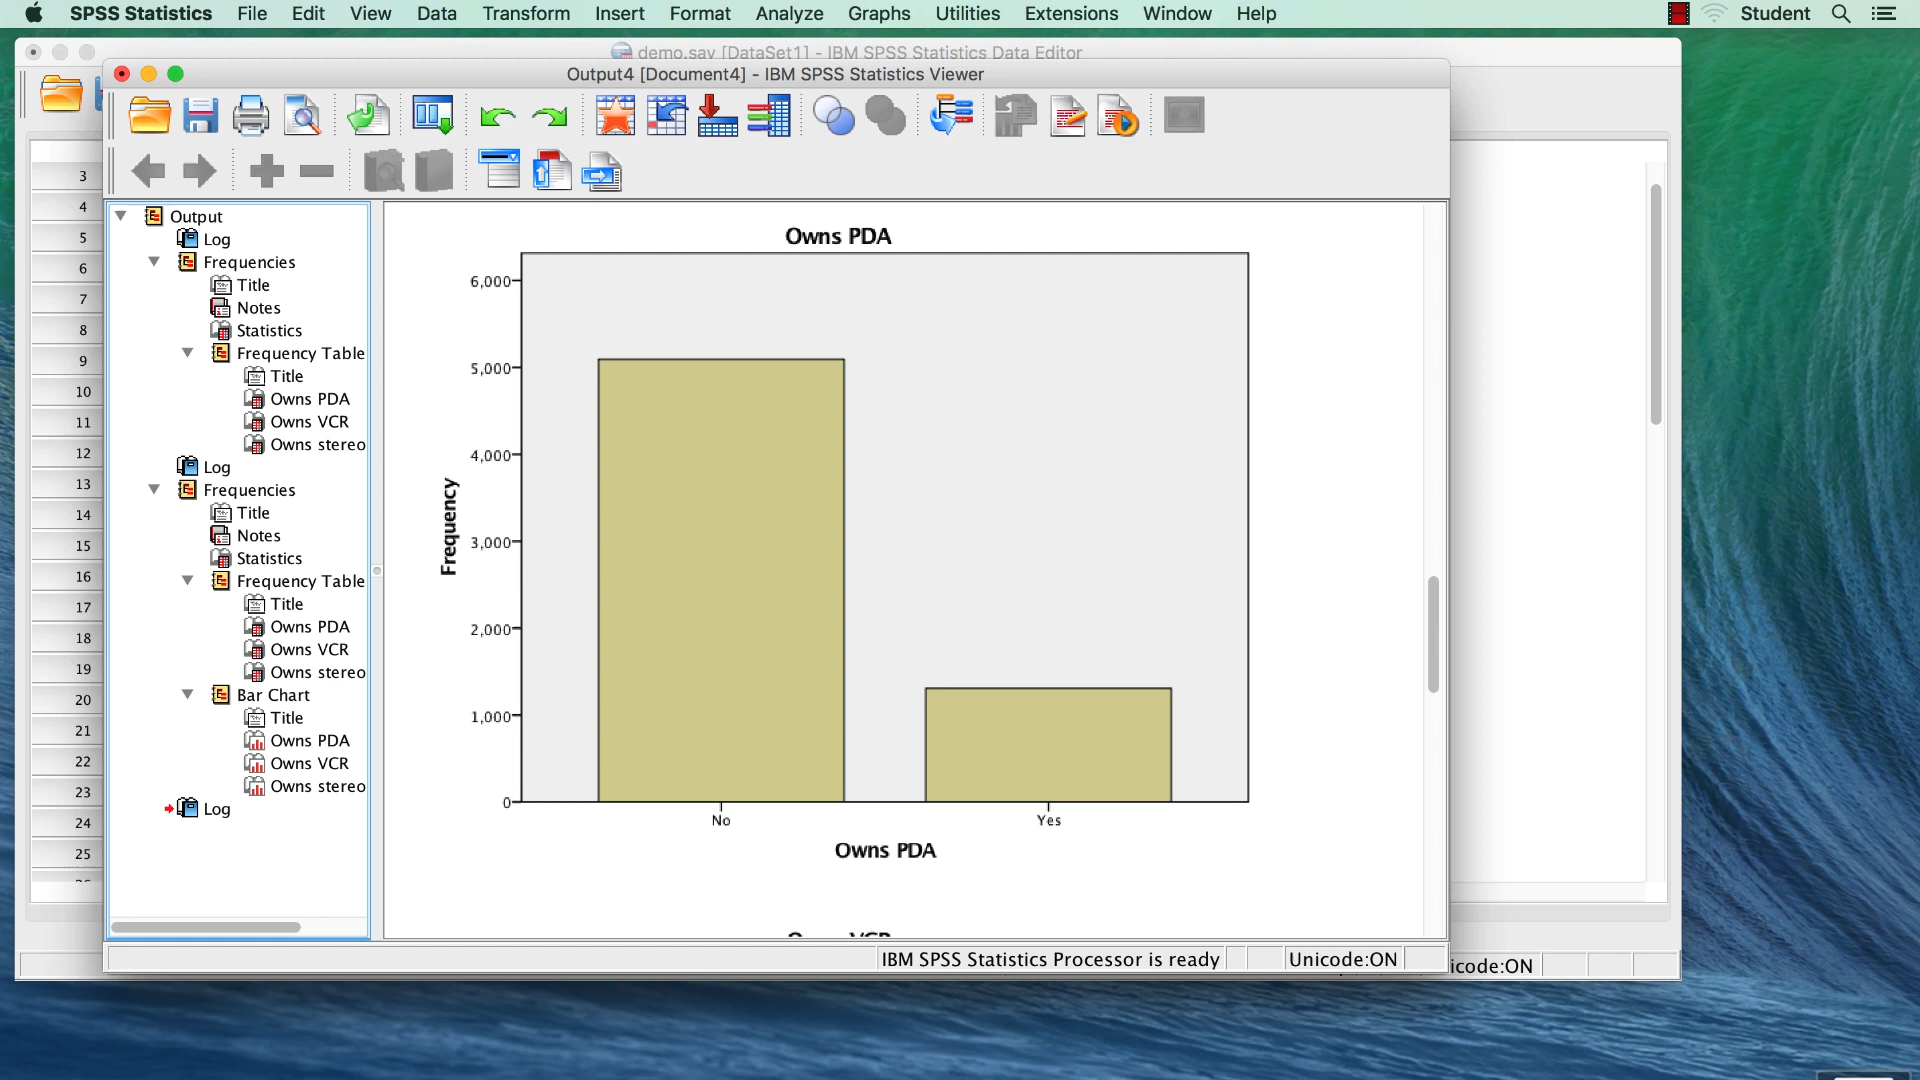 SPSS Statistics File Edit View Data Transform Insert Format Analyze Graphs Utilities Extensions Window Help Student
demo.sav [DataSet1] - IBM SPSS Statistics Data Editor
Output4 [Document4] - IBM SPSS Statistics Viewer
3
4
5
6
7
8
9
10
11
12
13
14
15
16
17
18
19
20
21
22
23
24
25
Output
Log
Frequencies
Title
Notes
Statistics
Frequency Table
Title
Owns PDA
Owns VCR
Owns stereo
Log
Frequencies
Title
Notes
Statistics
Frequency Table
Title
Owns PDA
Owns VCR
Owns stereo
Bar Chart
Title
Owns PDA
Owns VCR
Owns stereo
Log
Owns PDA
Frequency
6,000
5,000
4,000
3,000
2,000
1,000
0
No Yes
Owns PDA
IBM SPSS Statistics Processor is ready Unicode:ON
icode:ON